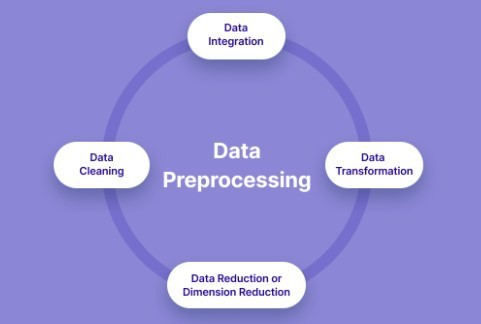 Data
Integration
Data
Cleaning
Data
Preprocessing
Data
Transformation
Data Reduction or
Dimension Reduction